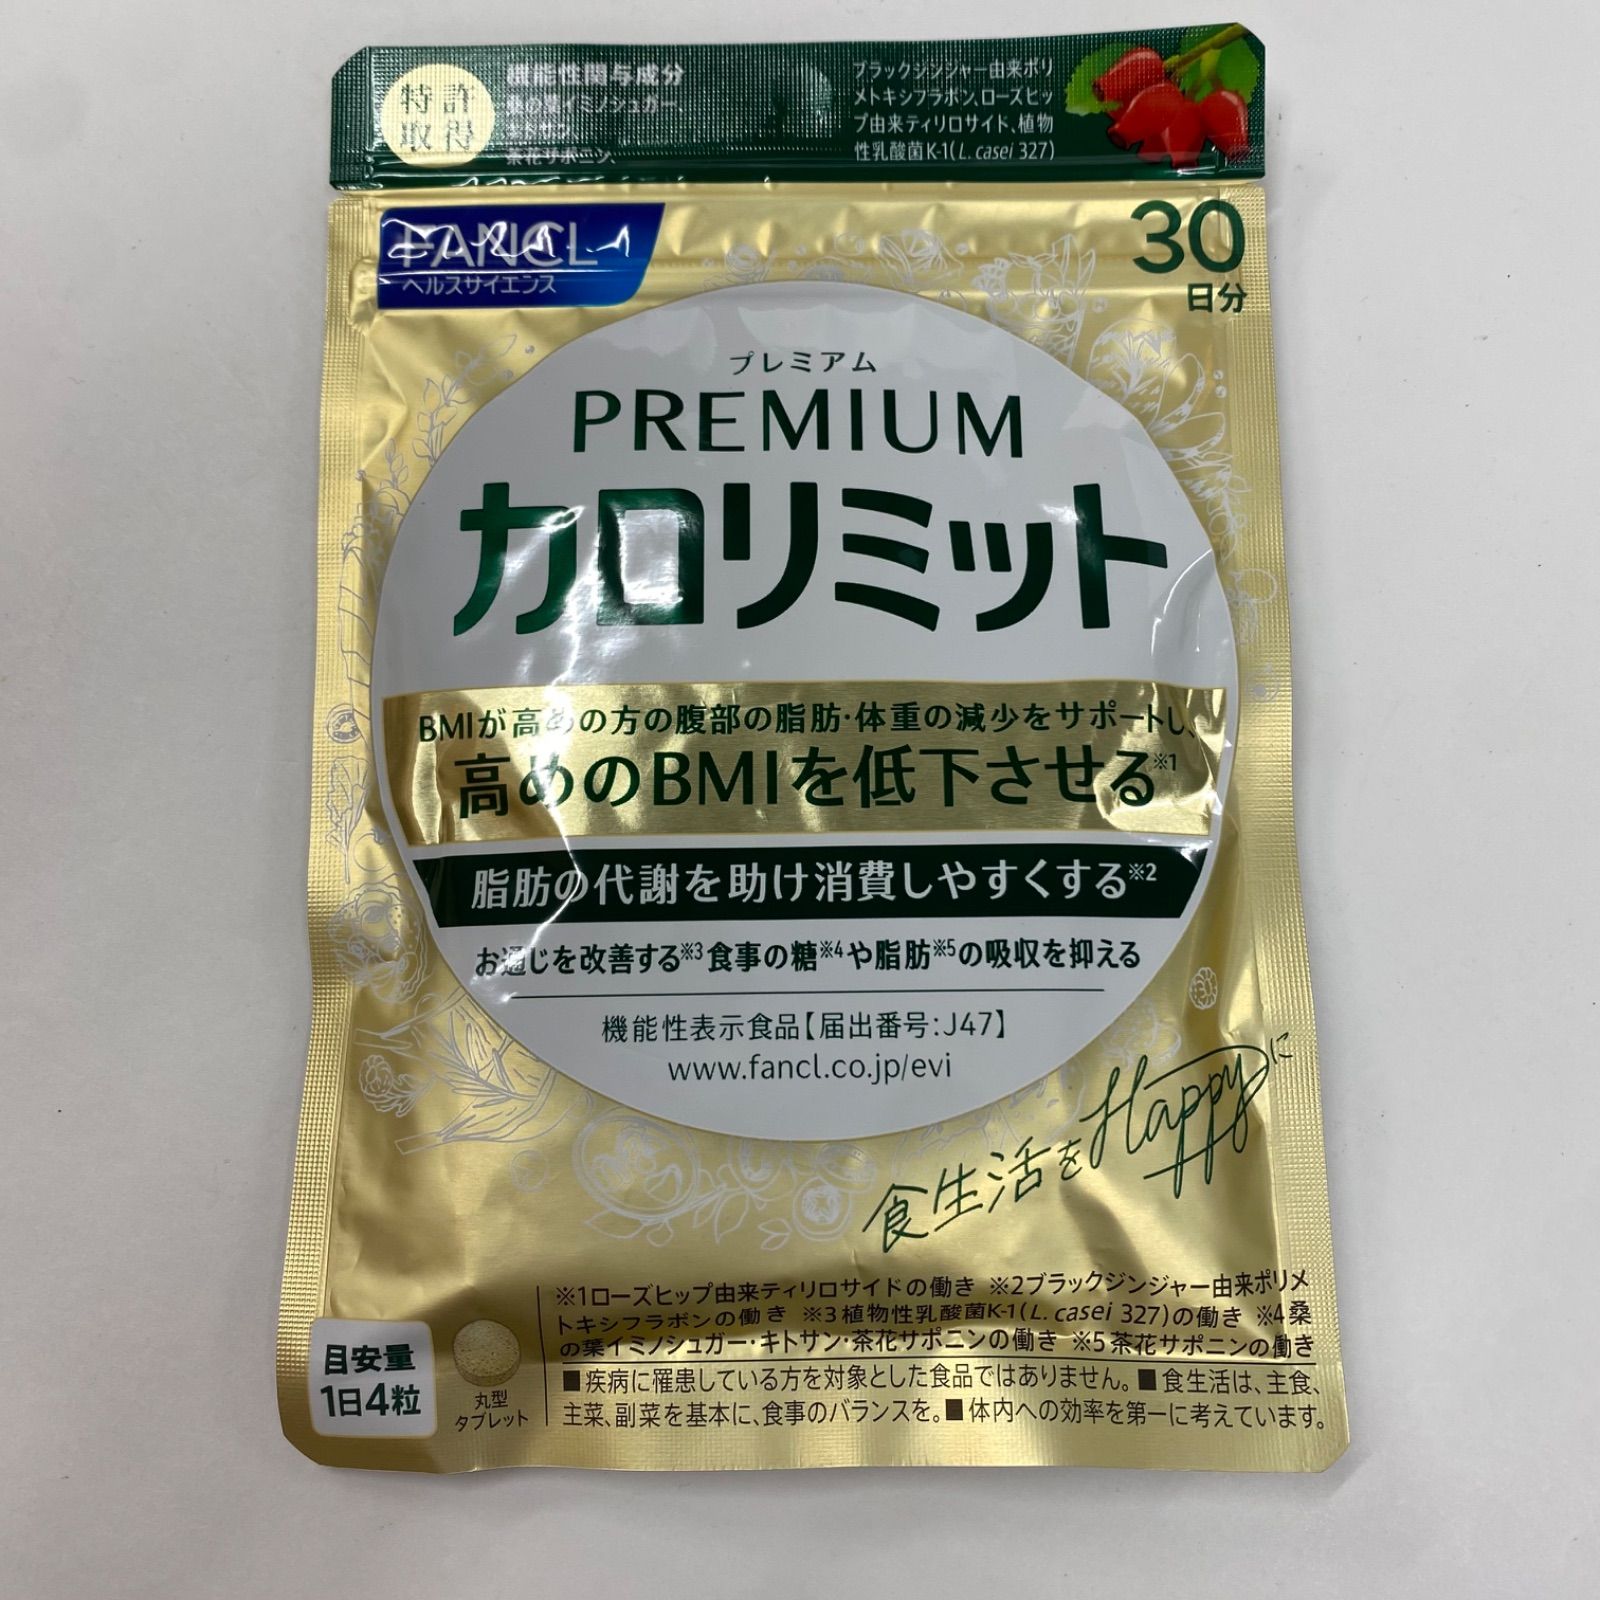 特許
取得
機能性関与成分
桑の葉イミノシュガー、
キトサン、
茶花サポニン、
ブラックジンジャー由来ポリ
メトキシフラボン、ローズヒッ
プ由来ティリロサイド、植物
性乳酸菌K-1(L. casei 327)
FANCL
ヘルスサイエンス
30
日分
プレミアム
PREMIUM
カロリミット
BMIが高めの方の腹部の脂肪・体重の減少をサポートし、
高めのBMIを低下させる※1
脂肪の代謝を助け消費しやすくする※2
お通じを改善する※3食事の糖※4や脂肪※5の吸収を抑える
機能性表示食品【届出番号:J47】
www.fancl.co.jp/evi
食生活をHappyに
※1ローズヒップ由来ティリロサイドの働き ※2ブラックジンジャー由来ポリメ
トキシフラボンの働き ※3植物性乳酸菌K-1(L. casei 327)の働き ※4桑
の葉イミノシュガー・キトサン・茶花サポニンの働き ※5茶花サポニンの働き
■疾病に罹患している方を対象とした食品ではありません。■食生活は、主食、
主菜、副菜を基本に、食事のバランスを。■体内への効率を第一に考えています。
目安量
1日4粒
丸型
タブレット